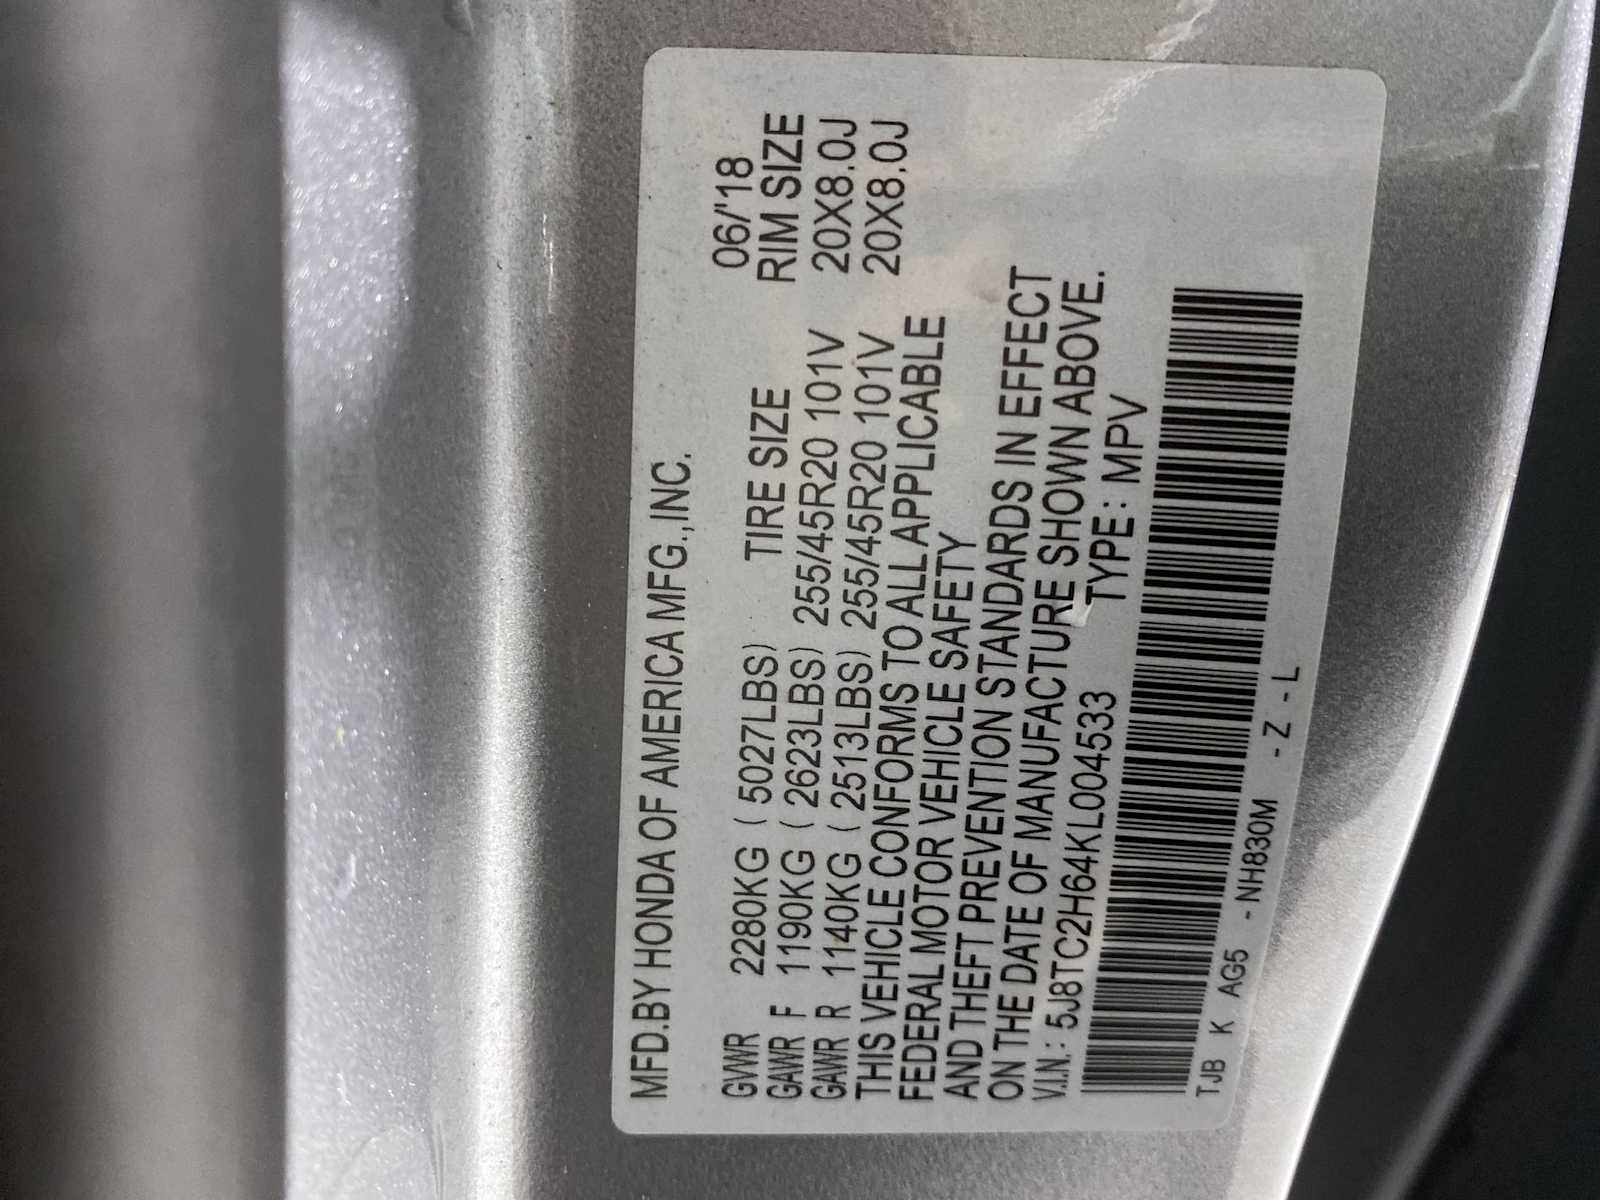 MFD.BY HONDA OF AMERICA MFG.,INC.
06/'18
GVWR 2280KG ( 5027LBS) TIRE SIZE RIM SIZE
GAWR F 1190KG ( 2623LBS) 255/45R20 101V 20X8.0J
GAWR R 1140KG ( 2513LBS) 255/45R20 101V 20X8.0J
THIS VEHICLE CONFORMS TO ALL APPLICABLE
FEDERAL MOTOR VEHICLE SAFETY
AND THEFT PREVENTION STANDARDS IN EFFECT
ON THE DATE OF MANUFACTURE SHOWN ABOVE.
V.I.N.: 5J8TC2H64KL004533 TYPE: MPV
TJB K AG5 - NH830M - Z - L